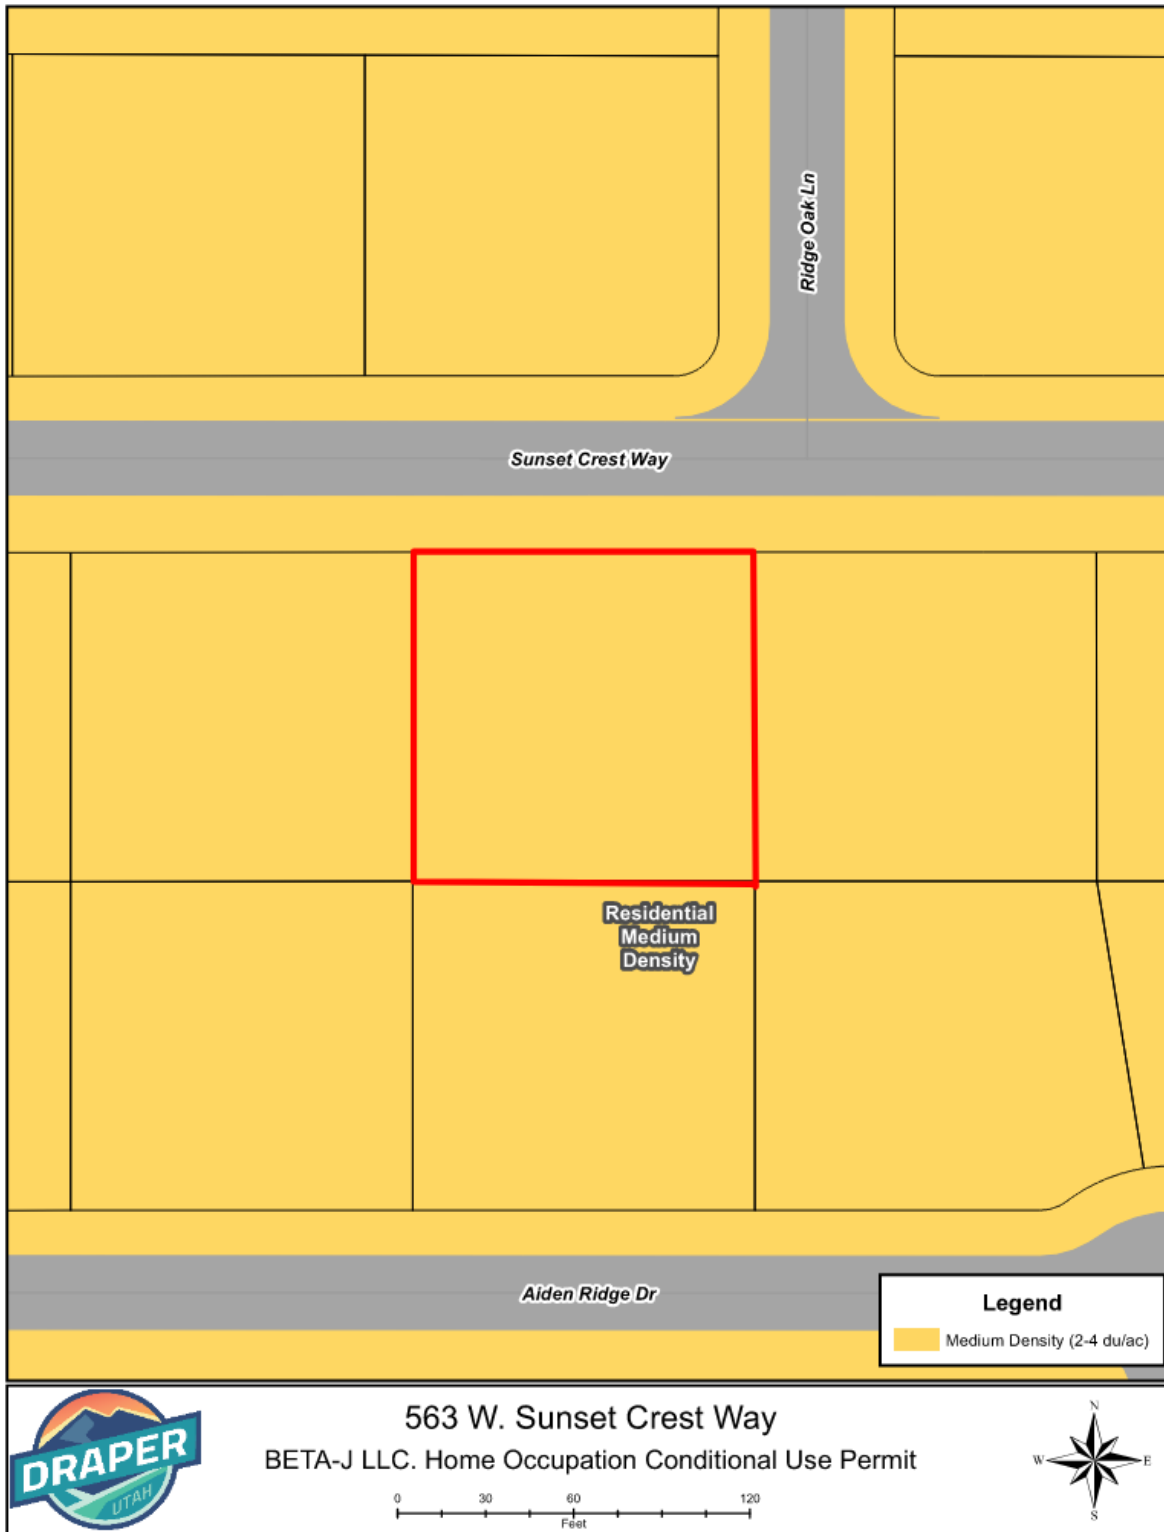 Ridge Oak Ln
Sunset Crest Way
Residential
Medium
Density
Aiden Ridge Dr
Legend
Medium Density (2-4 du/ac)
DRAPER
UTAH
563 W. Sunset Crest Way
BETA-J LLC. Home Occupation Conditional Use Permit
0 30 60 120
Feet
N
W E
S